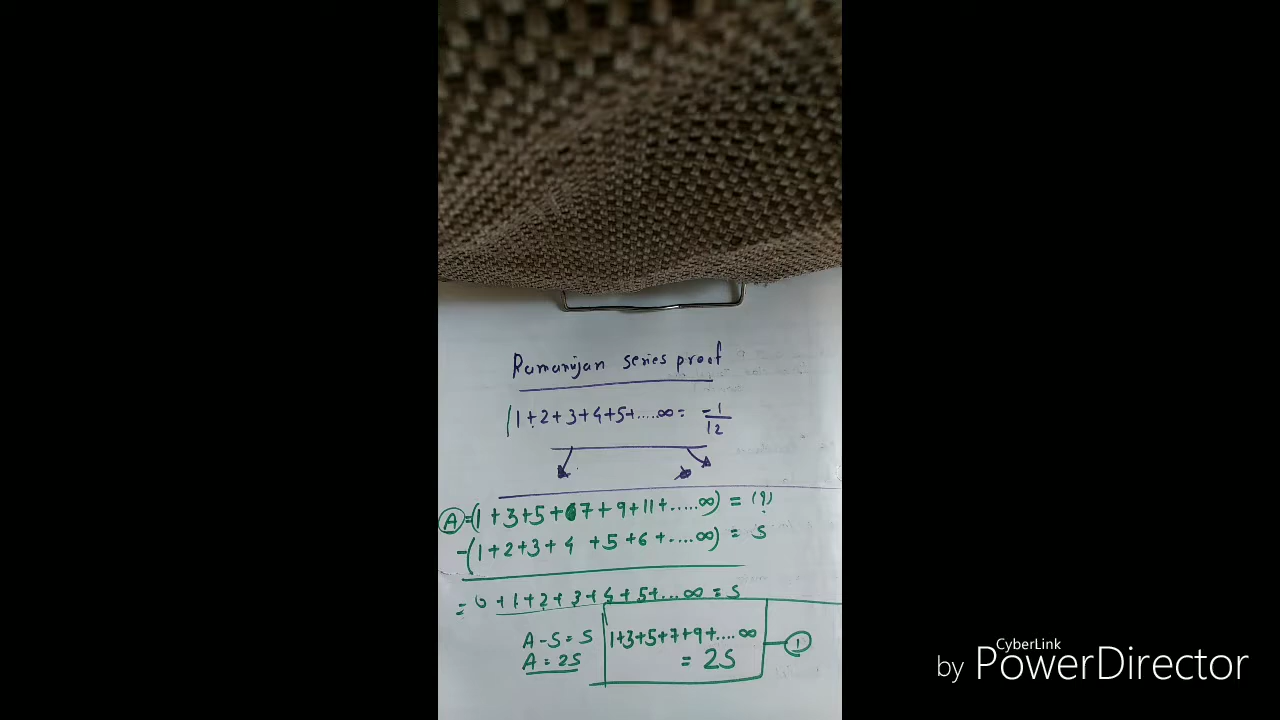 Ramanujan series proof
1+2+3+4+5+.....∞ = -1/12
A=(1+3+5+7+9+11+.....∞) = (?)
-(1+2+3+4+5+6+....∞) = S
= 0+1+2+3+4+5+...∞ = S
A-S=S
A=2S
1+3+5+7+9+....∞
= 2S
1
CyberLink
by PowerDirector